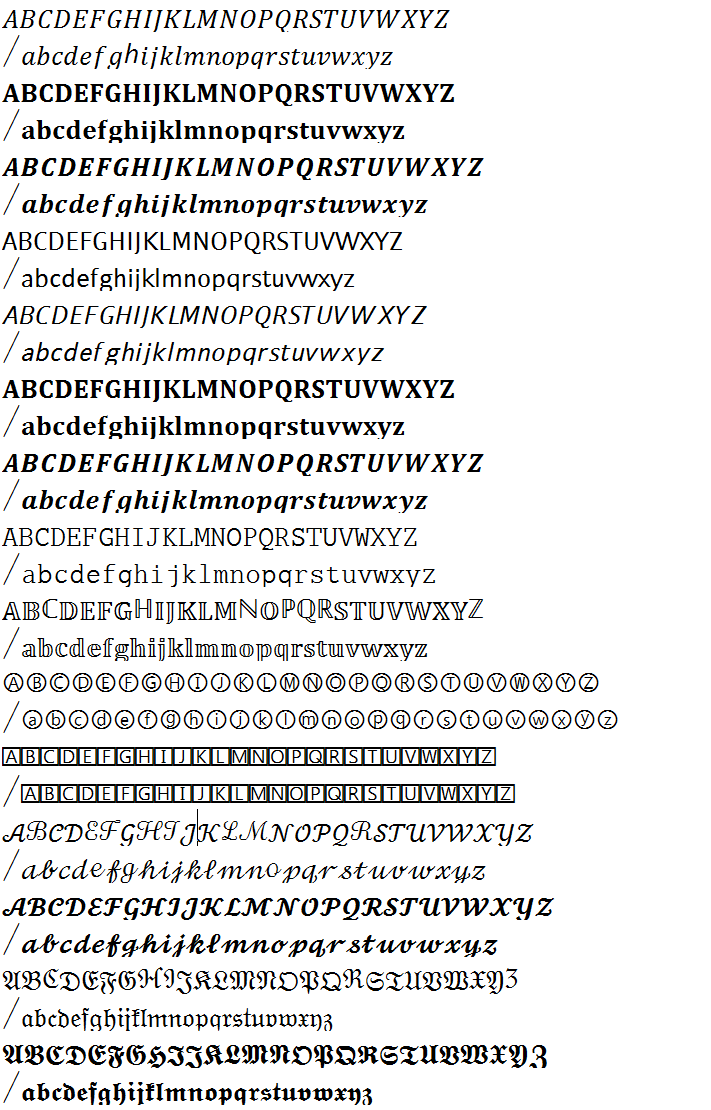 𝐴𝐵𝐶𝐷𝐸𝐹𝐺𝐻𝐼𝐽𝐾𝐿𝑀𝑁𝑂𝑃𝑄𝑅𝑆𝑇𝑈𝑉𝑊𝑋𝑌𝑍
/𝑎𝑏𝑐𝑑𝑒𝑓𝑔ℎ𝑖𝑗𝑘𝑙𝑚𝑛𝑜𝑝𝑞𝑟𝑠𝑡𝑢𝑣𝑤𝑥𝑦𝑧
𝐀𝐁𝐂𝐃𝐄𝐅𝐆𝐇𝐈𝐉𝐊𝐋𝐌𝐍𝐎𝐏𝐐𝐑𝐒𝐓𝐔𝐕𝐖𝐗𝐘𝐙
/𝐚𝐛𝐜𝐝𝐞𝐟𝐠𝐡𝐢𝐣𝐤𝐥𝐦𝐧𝐨𝐩𝐪𝐫𝐬𝐭𝐮𝐯𝐰𝐱𝐲𝐳
𝑨𝑩𝑪𝑫𝑬𝑭𝑮𝑯𝑰𝑱𝑲𝑳𝑴𝑵𝑶𝑷𝑸𝑹𝑺𝑻𝑼𝑽𝑾𝑿𝒀𝒁
/𝒂𝒃𝒄𝒅𝒆𝒇𝒈𝒉𝒊𝒋𝒌𝒍𝒎𝒏𝒐𝒑𝒒𝒓𝒔𝒕𝒖𝒗𝒘𝒙𝒚𝒛
𝖠𝖡𝖢𝖣𝖤𝖥𝖦𝖧𝖨𝖩𝖪𝖫𝖬𝖭𝖮𝖯𝖰𝖱𝖲𝖳𝖴𝖵𝖶𝖷𝖸𝖹
/𝖺𝖻𝖼𝖽𝖾𝖿𝗀𝗁𝗂𝗃𝗄𝗅𝗆𝗇𝗈𝗉𝗊𝗋𝗌𝗍𝗎𝗏𝗐𝗑𝗒𝗓
𝘈𝘉𝘊𝘋𝘌𝘍𝘎𝘏𝘐𝘑𝘒𝘓𝘔𝘕𝘖𝘗𝘘𝘙𝘚𝘛𝘜𝘝𝘞𝘟𝘠𝘡
/𝘢𝘣𝘤𝘥𝘦𝘧𝘨𝘩𝘪𝘫𝘬𝘭𝘮𝘯𝘰𝘱𝘲𝘳𝘴𝘵𝘶𝘷𝘸𝘹𝘺𝘻
𝐀𝐁𝐂𝐃𝐄𝐅𝐆𝐇𝐈𝐉𝐊𝐋𝐌𝐍𝐎𝐏𝐐𝐑𝐒𝐓𝐔𝐕𝐖𝐗𝐘𝐙
/𝐚𝐛𝐜𝐝𝐞𝐟𝐠𝐡𝐢𝐣𝐤𝐥𝐦𝐧𝐨𝐩𝐪𝐫𝐬𝐭𝐮𝐯𝐰𝐱𝐲𝐳
𝑨𝑩𝑪𝑫𝑬𝑭𝑮𝑯𝑰𝑱𝑲𝑳𝑴𝑵𝑶𝑷𝑸𝑹𝑺𝑻𝑼𝑽𝑾𝑿𝒀𝒁
/𝒂𝒃𝒄𝒅𝒆𝒇𝒈𝒉𝒊𝒋𝒌𝒍𝒎𝒏𝒐𝒑𝒒𝒓𝒔𝒕𝒖𝒗𝒘𝒙𝒚𝒛
𝙰𝙱𝙲𝙳𝙴𝙵𝙶𝙷𝙸𝙹𝙺𝙻𝙼𝙽𝙾𝙿𝚀𝚁𝚂𝚃𝚄𝚅𝚆𝚇𝚈𝚉
/𝚊𝚋𝚌𝚍𝚎𝚏𝚐𝚑𝚒𝚓𝚔𝚕𝚖𝚗𝚘𝚙𝚚𝚛𝚜𝚝𝚞𝚟𝚠𝚡𝚢𝚣
𝔸𝔹ℂ𝔻𝔼𝔽𝔾ℍ𝕀𝕁𝕂𝕃𝕄ℕ𝕆ℙℚℝ𝕊𝕋𝕌𝕍𝕎𝕏𝕐ℤ
/𝕒𝕓𝕔𝕕𝕖𝕗𝕘𝕙𝕚𝕛𝕜𝕝𝕞𝕟𝕠𝕡𝕢𝕣𝕤𝕥𝕦𝕧𝕨𝕩𝕪𝕫
ⒶⒷⒸⒹⒺⒻⒼⒽⒾⒿⓀⓁⓂⓃⓄⓅⓆⓇⓈⓉⓊⓋⓌⓍⓎⓏ
/ⓐⓑⓒⓓⓔⓕⓖⓗⓘⓙⓚⓛⓜⓝⓞⓟⓠⓡⓢⓣⓤⓥⓦⓧⓨⓩ
🄰🄱🄲🄳🄴🄵🄶🄷🄸🄹🄺🄻🄼🄽🄾🄿🅀🅁🅂🅃🅄🅅🅆🅇🅈🅉
/🄰🄱🄲🄳🄴🄵🄶🄷🄸🄹🄺🄻🄼🄽🄾🄿🅀🅁🅂🅃🅄🅅🅆🅇🅈🅉
𝒜ℬ𝒞𝒟ℰℱ𝒢ℋℐ𝒥𝒦ℒℳ𝒩𝒪𝒫𝒬ℛ𝒮𝒯𝒰𝒱𝒲𝒳𝒴𝒵
/𝒶𝒷𝒸𝒹ℯ𝒻ℊ𝒽𝒾𝒿𝓀𝓁𝓂𝓃ℴ𝓅𝓆𝓇𝓈𝓉𝓊𝓋𝓌𝓍𝓎𝓏
𝓐𝓑𝓒𝓓𝓔𝓕𝓖𝓗𝓘𝓙𝓚𝓛𝓜𝓝𝓞𝓟𝓠𝓡𝓢𝓣𝓤𝓥𝓦𝓧𝓨𝓩
/𝓪𝓫𝓬𝓭𝓮𝓯𝓰𝓱𝓲𝓳𝓴𝓵𝓶𝓷𝓸𝓹𝓺𝓻𝓼𝓽𝓾𝓿𝔀𝔁𝔂𝔃
𝔄𝔅ℭ𝔇𝔈𝔉𝔊ℌℑ𝔍𝔎𝔏𝔐𝔑𝔒𝔓𝔔ℜ𝔖𝔗𝔘𝔙𝔚𝔛𝔜ℨ
/𝔞𝔟𝔠𝔡𝔢𝔣𝔤𝔥𝔦𝔧𝔨𝔩𝔪𝔫𝔬𝔭𝔮𝔯𝔰𝔱𝔲𝔳𝔴𝔵𝔶𝔷
𝕬𝕭𝕮𝕯𝕰𝕱𝕲𝕳𝕴𝕵𝕶𝕷𝕸𝕹𝕺𝕻𝕼𝕽𝕾𝕿𝖀𝖁𝖂𝖃𝖄𝖅
/𝖆𝖇𝖈𝖉𝖊𝖋𝖌𝖍𝖎𝖏𝖐𝖑𝖒𝖓𝖔𝖕𝖖𝖗𝖘𝖙𝖚𝖛𝖜𝖝𝖞𝖟